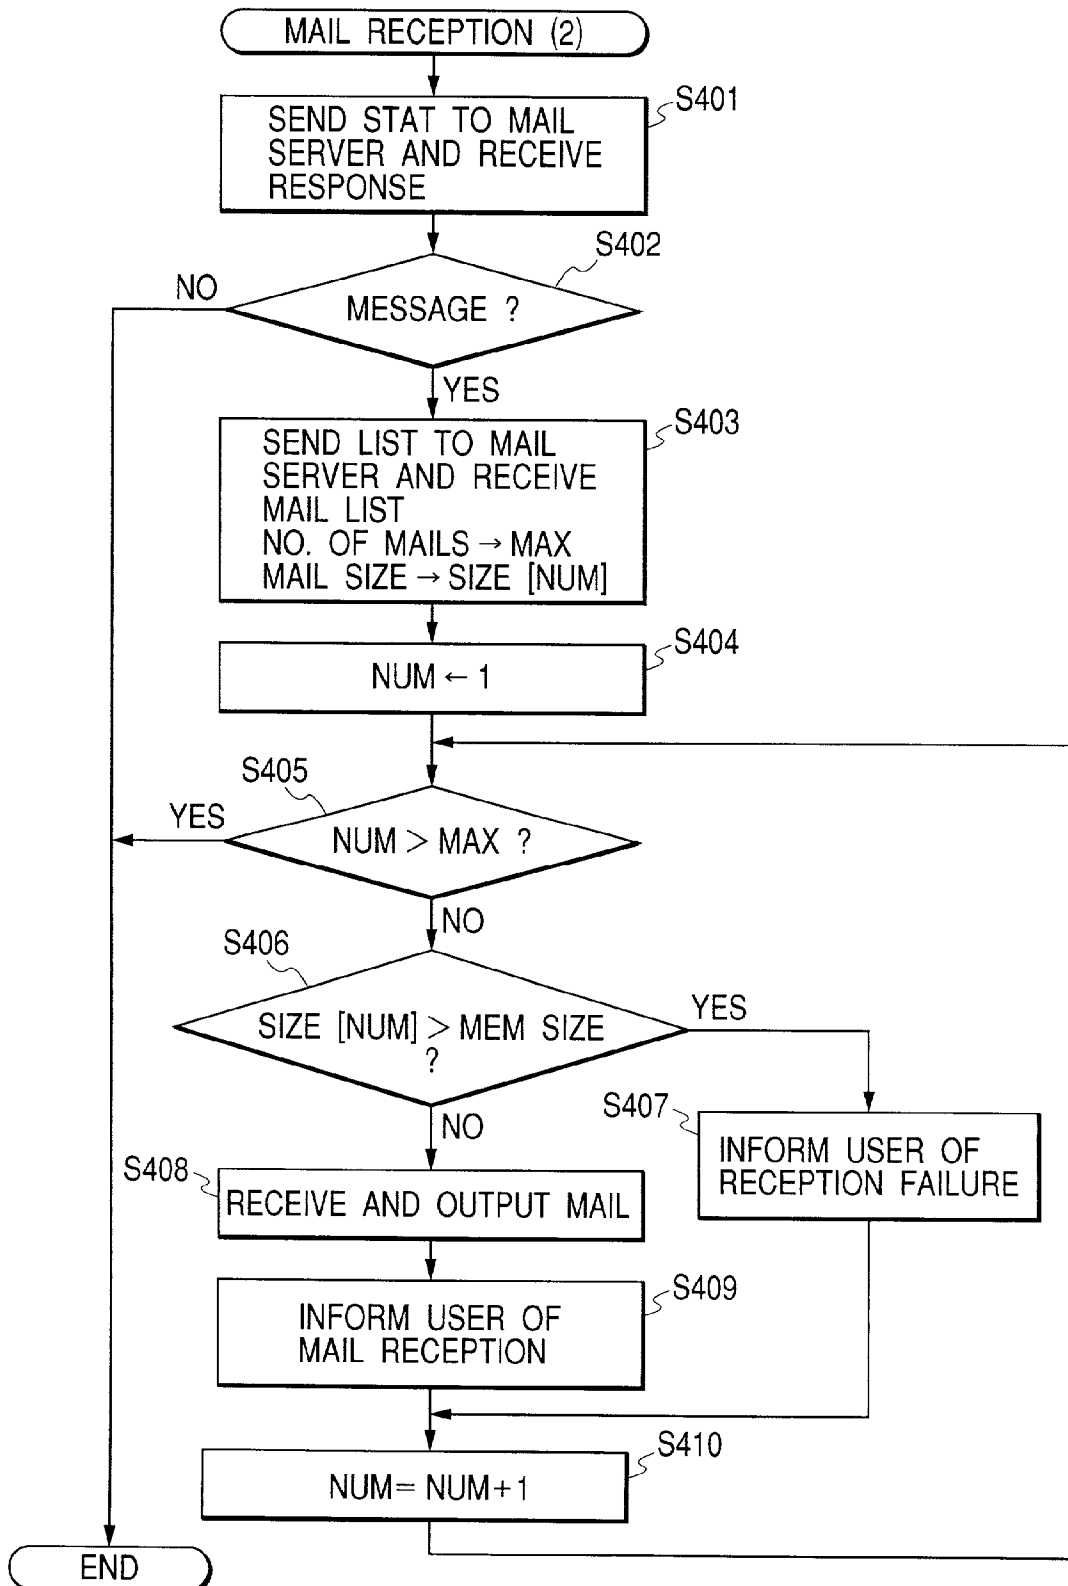 MAIL RECEPTION (2)
S401
SEND STAT TO MAIL
SERVER AND RECEIVE
RESPONSE
S402
NO
MESSAGE ?
YES
S403
SEND LIST TO MAIL
SERVER AND RECEIVE
MAIL LIST
NO. OF MAILS → MAX
MAIL SIZE → SIZE [NUM]
S404
NUM ← 1
S405
YES
NUM > MAX ?
NO
S406
SIZE [NUM] > MEM SIZE
?
YES
NO
S407
INFORM USER OF
RECEPTION FAILURE
S408
RECEIVE AND OUTPUT MAIL
S409
INFORM USER OF
MAIL RECEPTION
S410
NUM = NUM + 1
END